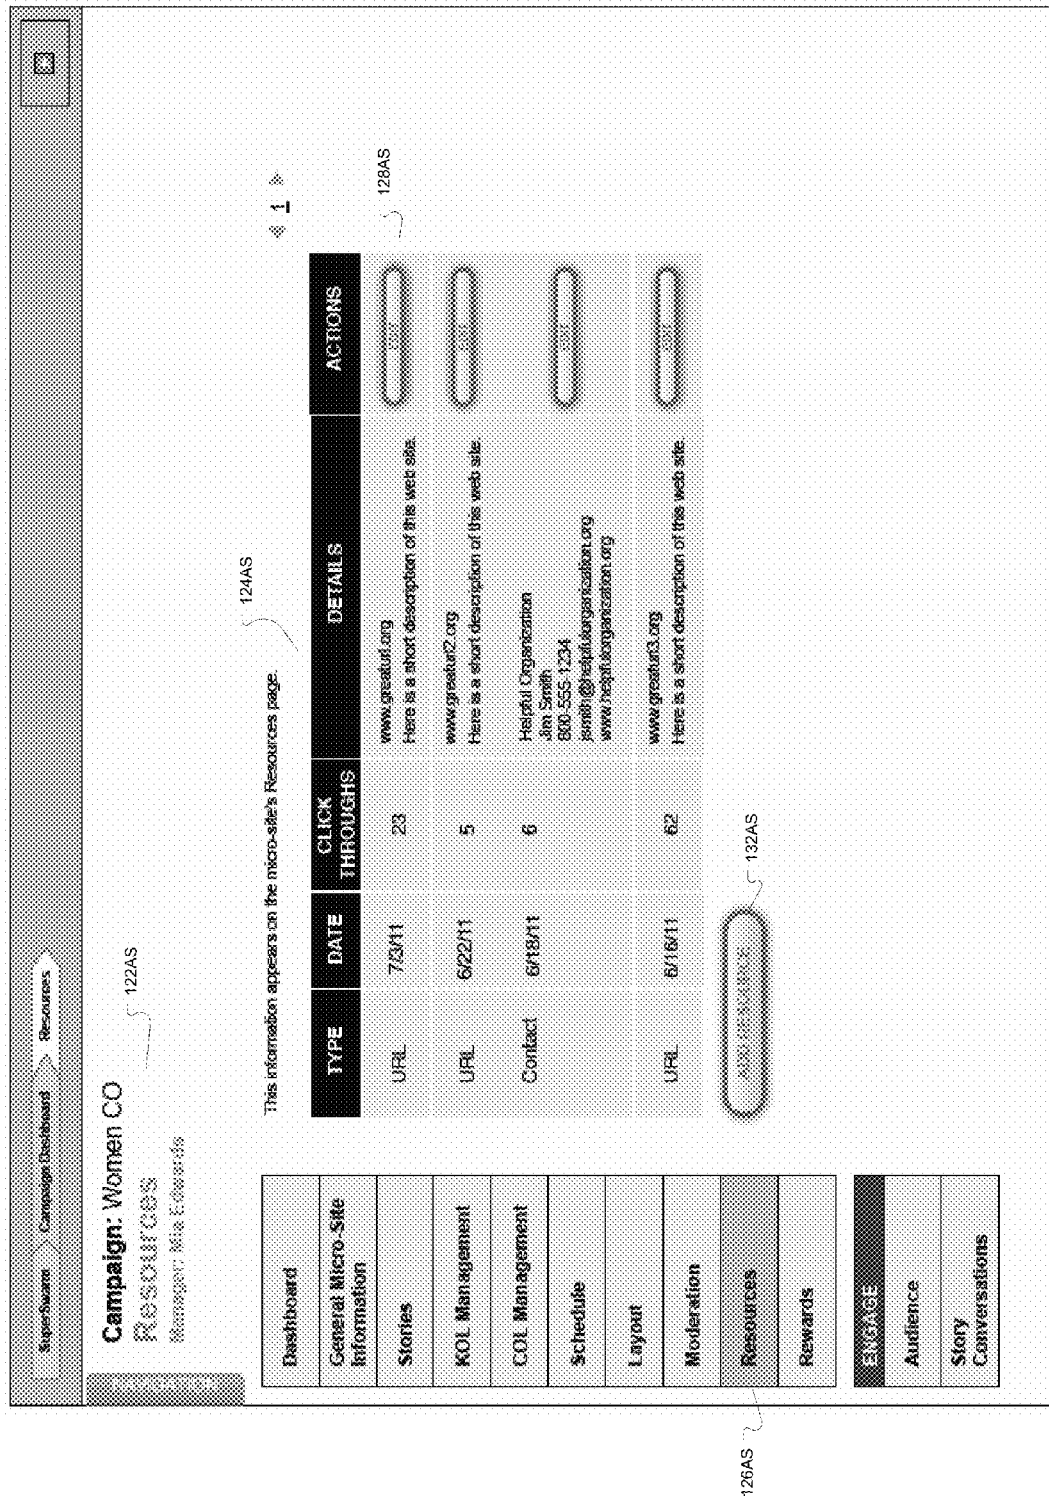 SuperSwarm
Campaign Dashboard
Resources
Campaign: Women CO
Resources
Manager: Mia Edwards
122AS
This information appears on the micro-site's Resources page.
124AS
1
TYPE DATE CLICK THROUGHS DETAILS ACTIONS
128AS
URL 7/3/11 23 www.greaturl.org
Here is a short description of this web site.
URL 6/22/11 5 www.greaturl2.org
Here is a short description of this web site.
Contact 6/18/11 6 Helpful Organization
Jim Smith
800-555-1234
jsmith@helpfulorganization.org
www.helpfulorganization.org
URL 6/16/11 62 www.greaturl3.org
Here is a short description of this web site.
ADD RESOURCE
132AS
Dashboard
General Micro-Site
Information
Stories
KOL Management
COL Management
Schedule
Layout
Moderation
Resources
126AS
Rewards
ENGAGE
Audience
Story
Conversations